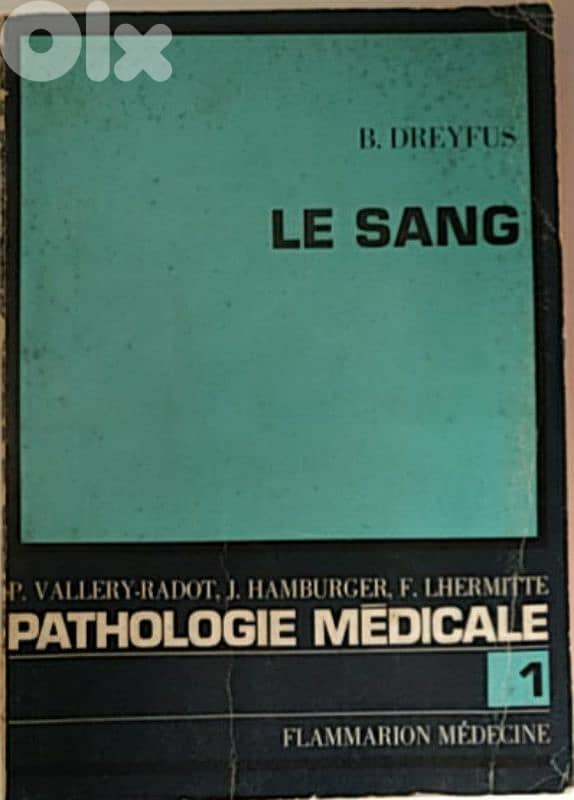 Olx
B. DREYFUS
LE SANG
P. VALLERY-RADOT, J. HAMBURGER, F. LHERMITTE
PATHOLOGIE MÉDICALE
1
FLAMMARION MÉDECINE